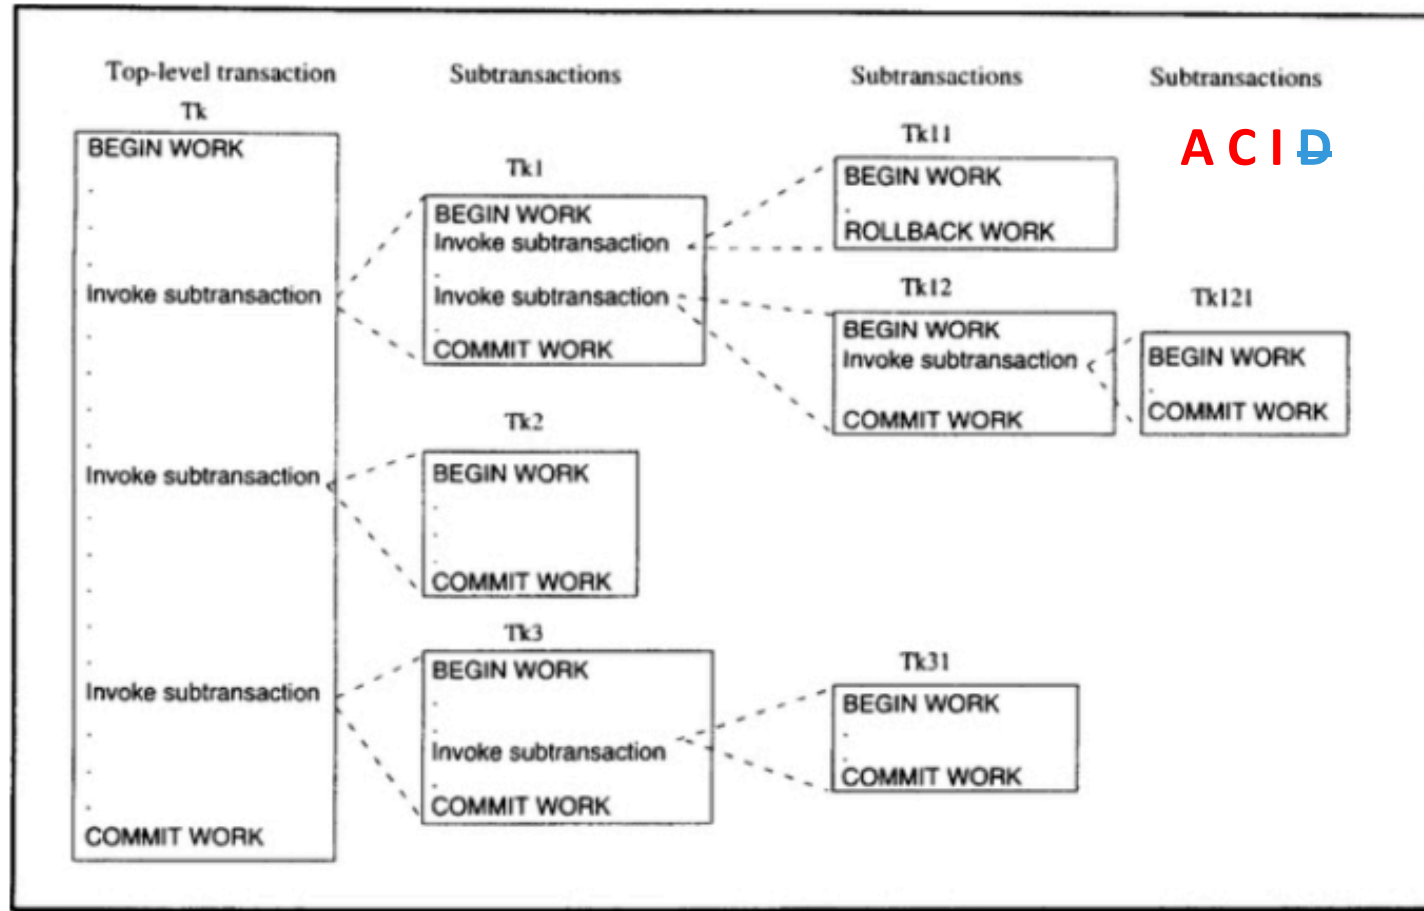 Top-level transaction
Tk
BEGIN WORK
.
.
.
Invoke subtransaction
.
.
.
.
Invoke subtransaction
.
.
.
.
.
Invoke subtransaction
.
.
.
COMMIT WORK
Subtransactions
Tk1
BEGIN WORK
Invoke subtransaction
.
Invoke subtransaction
.
COMMIT WORK
Tk2
BEGIN WORK
.
.
.
COMMIT WORK
Tk3
BEGIN WORK
.
.
Invoke subtransaction
.
COMMIT WORK
Subtransactions
Tk11
BEGIN WORK
.
ROLLBACK WORK
Tk12
BEGIN WORK
Invoke subtransaction
COMMIT WORK
Tk31
BEGIN WORK
.
.
COMMIT WORK
Subtransactions
A C I D
Tk121
BEGIN WORK
.
COMMIT WORK